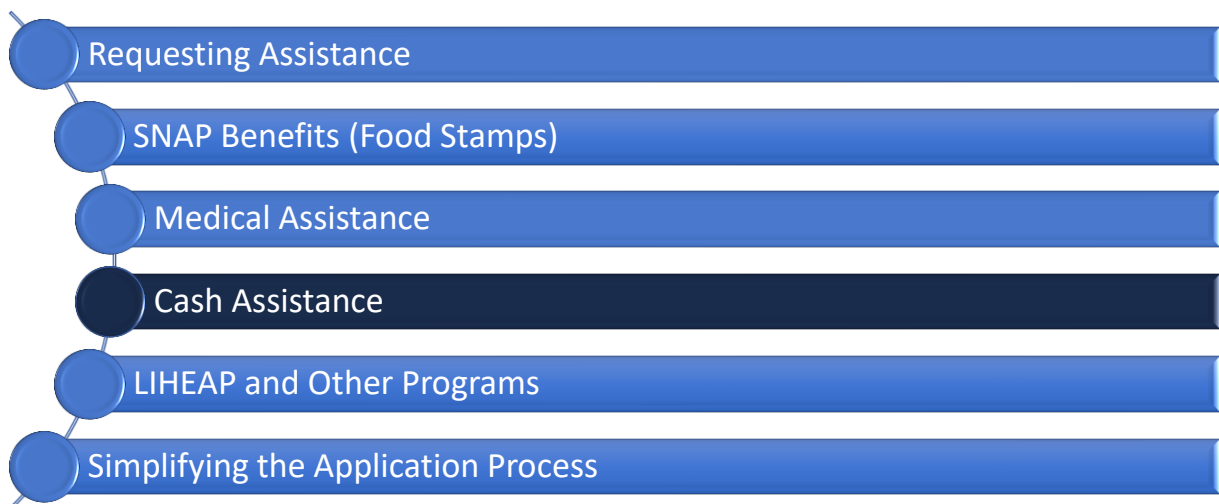 Requesting Assistance
SNAP Benefits (Food Stamps)
Medical Assistance
Cash Assistance
LIHEAP and Other Programs
Simplifying the Application Process